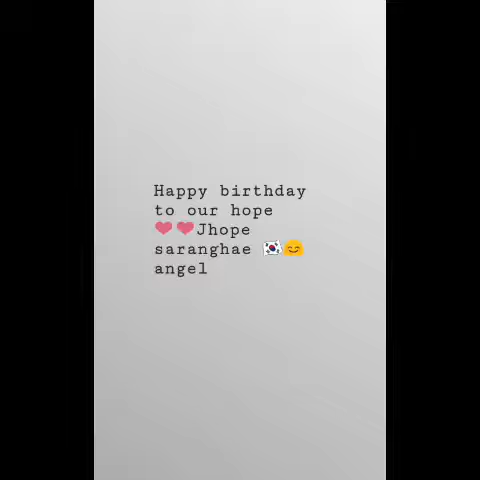 Happy birthday
to our hope
❤❤Jhope
saranghae 🇰🇷😊
angel